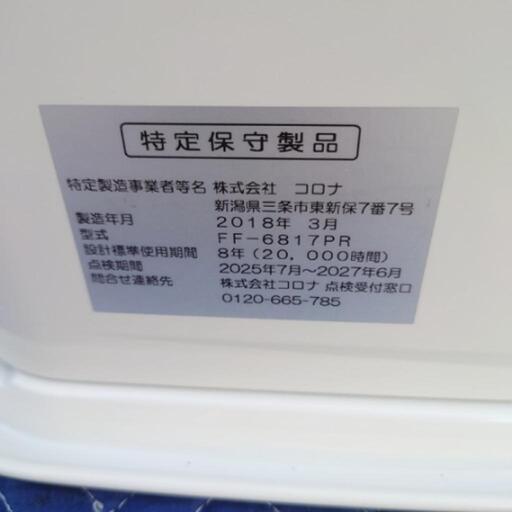 特定保守製品
特定製造事業者等名 株式会社 コロナ
新潟県三条市東新保7番7号
製造年月 2018年 3月
型式 FF-6817PR
設計標準使用期間 8年(20,000時間)
点検期間 2025年7月～2027年6月
問合せ連絡先 株式会社コロナ 点検受付窓口
0120-665-785